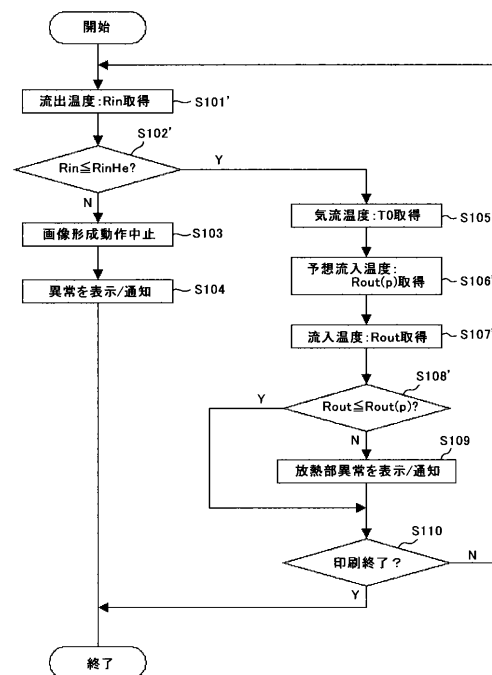 開始
流出温度:Rin取得
S101'
S102'
Rin≦RinHe?
Y
N
画像形成動作中止
S103
異常を表示/通知
S104
気流温度:T0取得
S105
予想流入温度:
Rout(p)取得
S106'
流入温度:Rout取得
S107'
S108'
Rout≦Rout(p)?
Y
N
S109
放熱部異常を表示/通知
S110
印刷終了?
N
Y
終了